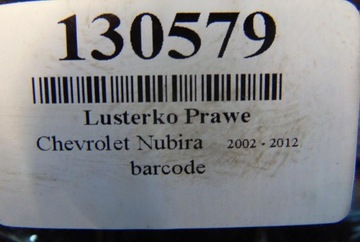 130579
Lusterko Prawe
Chevrolet Nubira 2002 - 2012
barcode